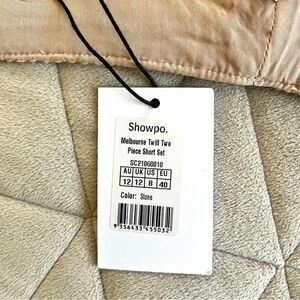 Showpo.
Melbourne Twill Two
Piece Short Set
SC21060010
AU UK US EU
12 12 8 40
Color: Stone
9 356433 455032